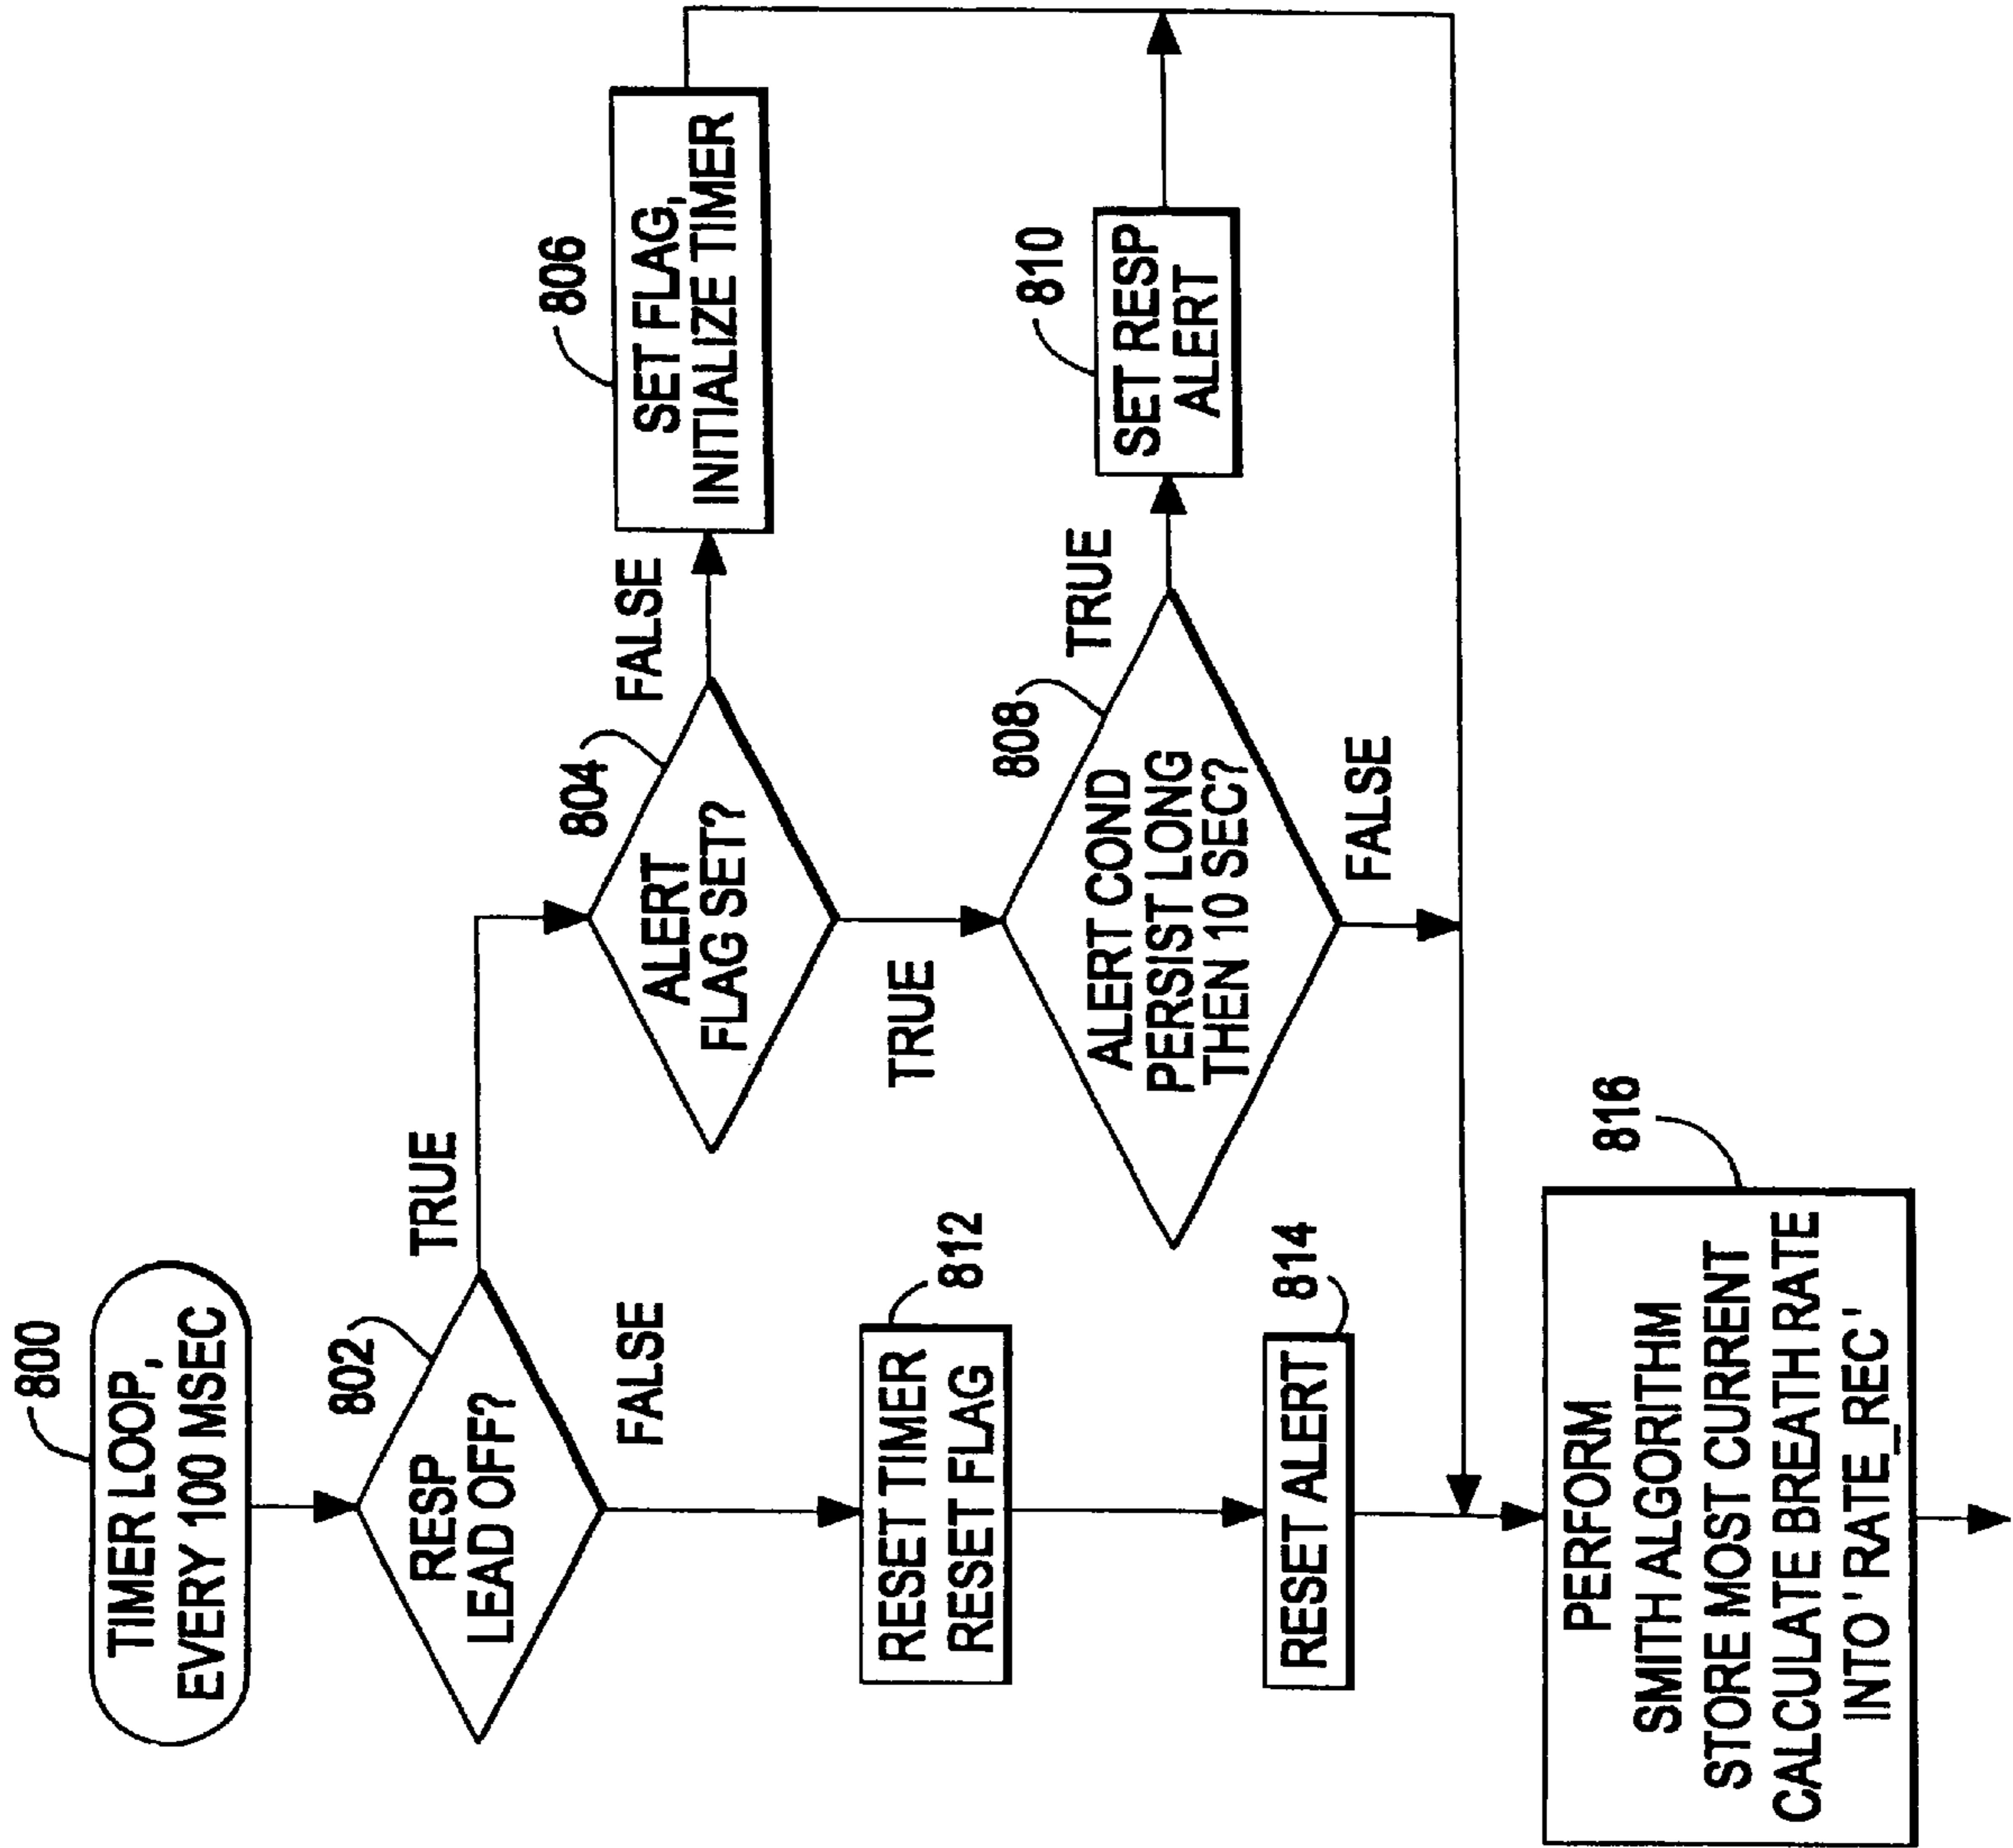 800
TIMER LOOP,
EVERY 100 MSEC
802
RESP
LEAD OFF?
TRUE
FALSE
804
ALERT
FLAG SET?
FALSE
TRUE
806
SET FLAG,
INITIALIZE TIMER
808
ALERT COND
PERSIST LONG
THEN 10 SEC?
TRUE
FALSE
810
SET RESP
ALERT
812
RESET TIMER
RESET FLAG
814
RESET ALERT
816
PERFORM
SMITH ALGORITHM
STORE MOST CURRENT
CALCULATE BREATH RATE
INTO ' RATE_REC'